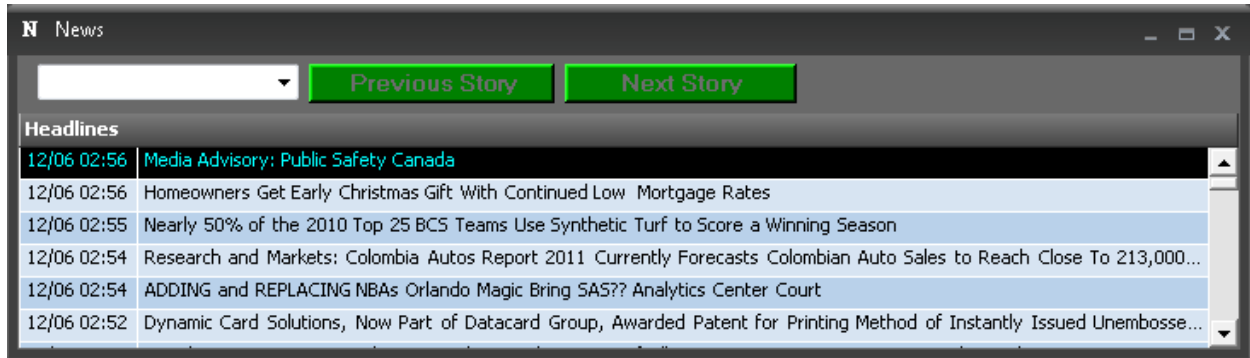 N News
Previous Story Next Story
Headlines
12/06 02:56 Media Advisory: Public Safety Canada
12/06 02:56 Homeowners Get Early Christmas Gift With Continued Low  Mortgage Rates
12/06 02:55 Nearly 50% of the 2010 Top 25 BCS Teams Use Synthetic Turf to Score a Winning Season
12/06 02:54 Research and Markets: Colombia Autos Report 2011 Currently Forecasts Colombian Auto Sales to Reach Close To 213,000...
12/06 02:54 ADDING and REPLACING NBAs Orlando Magic Bring SAS?? Analytics Center Court
12/06 02:52 Dynamic Card Solutions, Now Part of Datacard Group, Awarded Patent for Printing Method of Instantly Issued Unembosse...